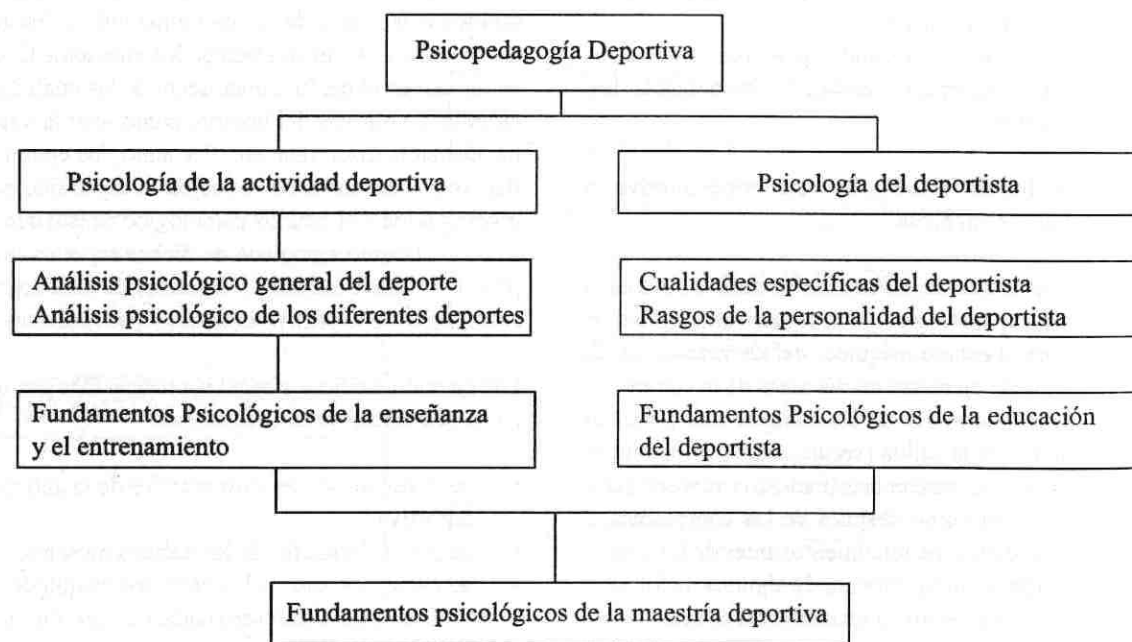 Psicopedagogía Deportiva
Psicología de la actividad deportiva
Psicología del deportista
Análisis psicológico general del deporte
Análisis psicológico de los diferentes deportes
Cualidades específicas del deportista
Rasgos de la personalidad del deportista
Fundamentos Psicológicos de la enseñanza
y el entrenamiento
Fundamentos Psicológicos de la educación
del deportista
Fundamentos psicológicos de la maestría deportiva